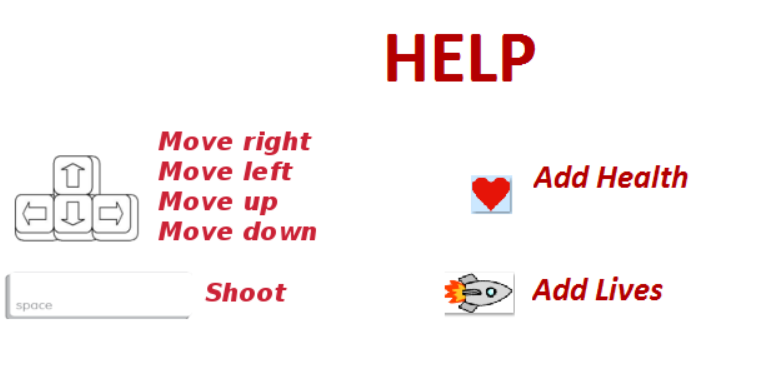 HELP
Move right
Move left
Move up
Move down
Add Health
space
Shoot
Add Lives